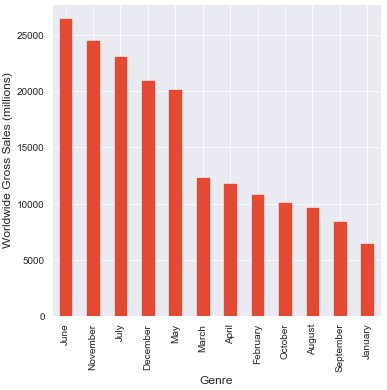 Worldwide Gross Sales (millions)
25000
20000
15000
10000
5000
0
June
November
July
December
May
March
April
February
October
August
September
January
Genre